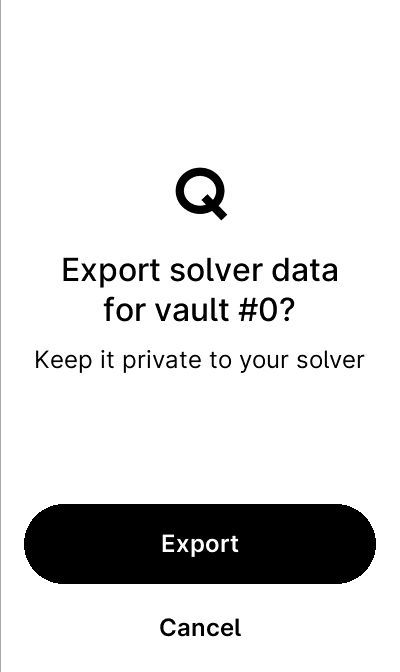 Q
Export solver data
for vault #0?
Keep it private to your solver
Export
Cancel